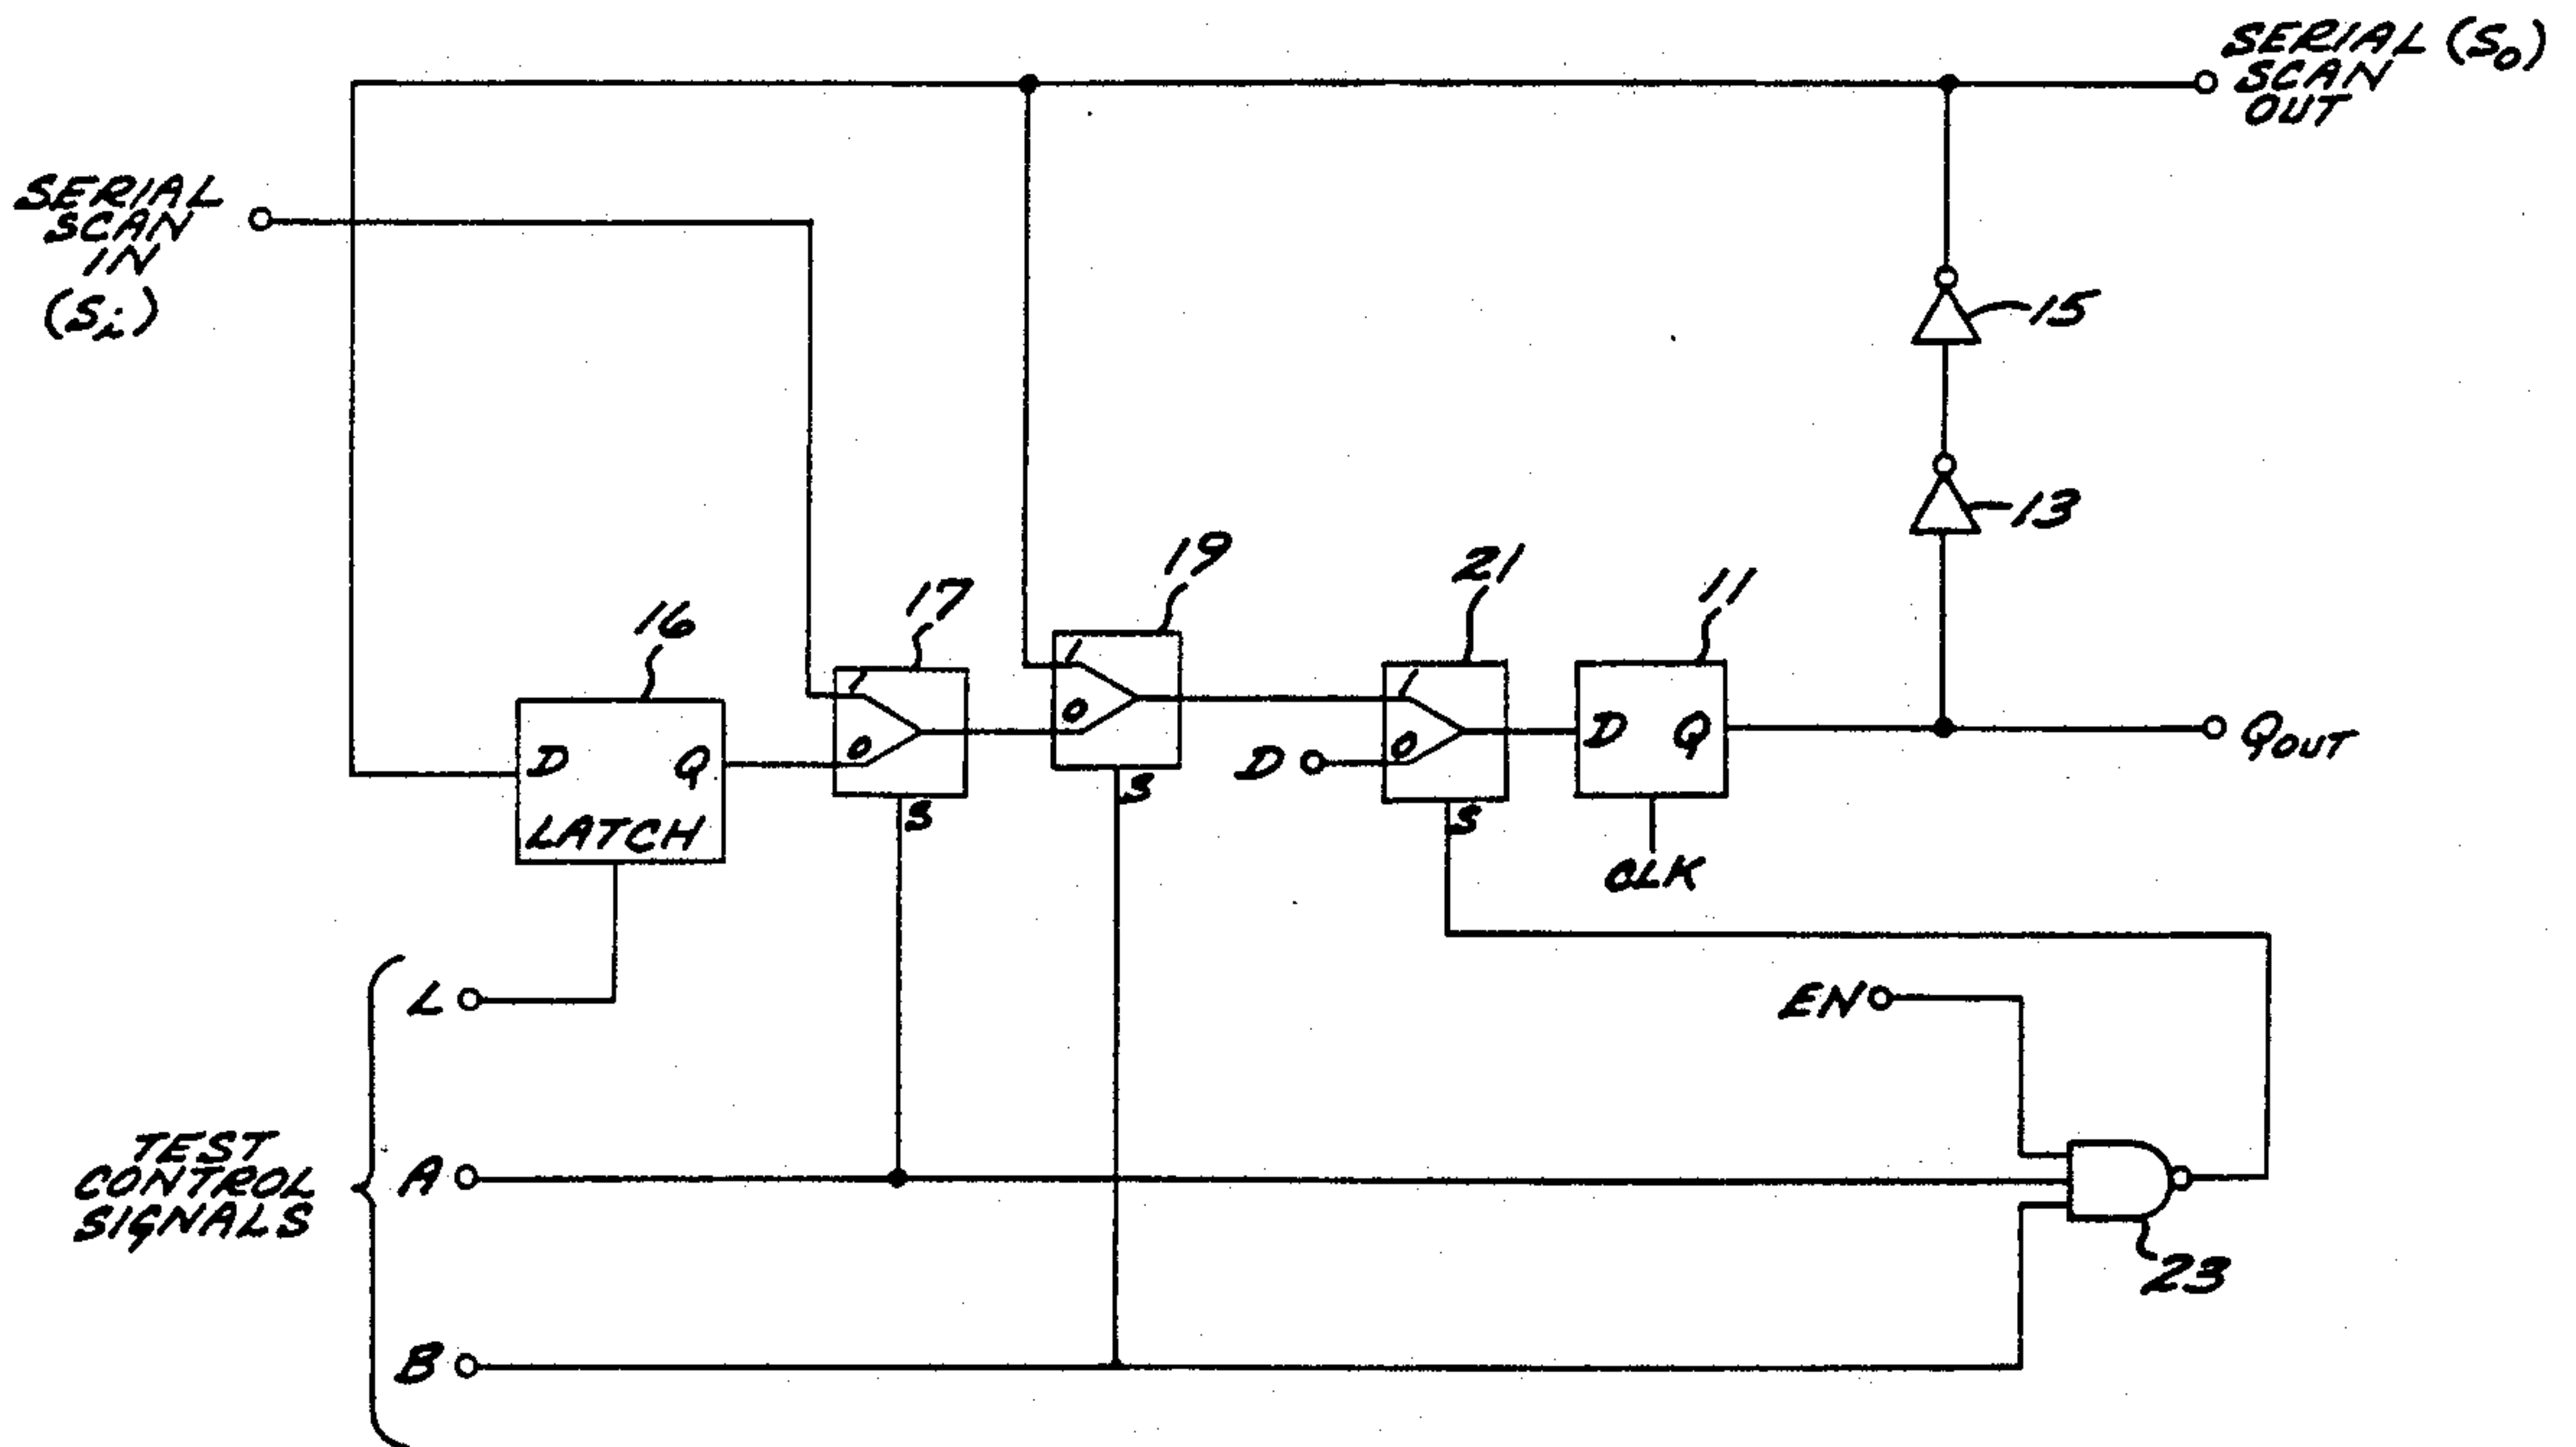 SERIAL (So)
SCAN
OUT
SERIAL
SCAN
IN
(Si)
15
13
19
21
11
17
16
1
1
1
0
0
0
D Q
LATCH
S
S
S
D
D Q
CLK
QOUT
L
EN
TEST
CONTROL
SIGNALS
A
B
23